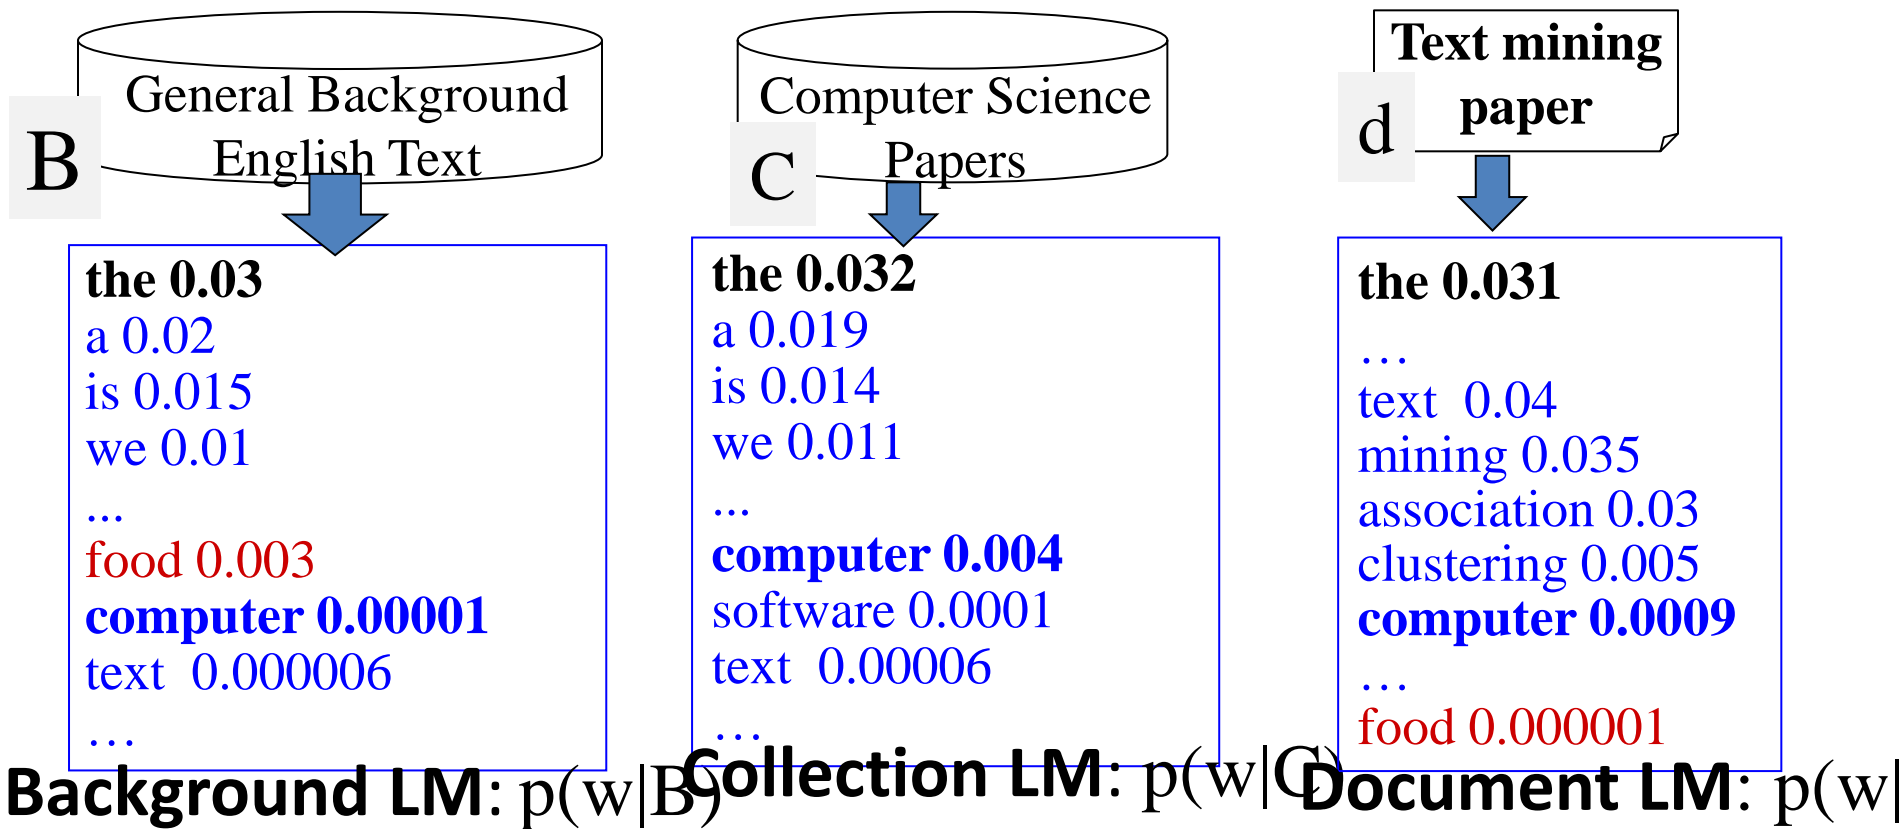 General Background
English Text
B
the 0.03
a 0.02
is 0.015
we 0.01
...
food 0.003
computer 0.00001
text 0.000006
…
Background LM: p(w|B)
Computer Science
Papers
C
the 0.032
a 0.019
is 0.014
we 0.011
...
computer 0.004
software 0.0001
text 0.00006
…
Collection LM: p(w|C)
Text mining
paper
d
the 0.031
…
text 0.04
mining 0.035
association 0.03
clustering 0.005
computer 0.0009
…
food 0.000001
Document LM: p(w|